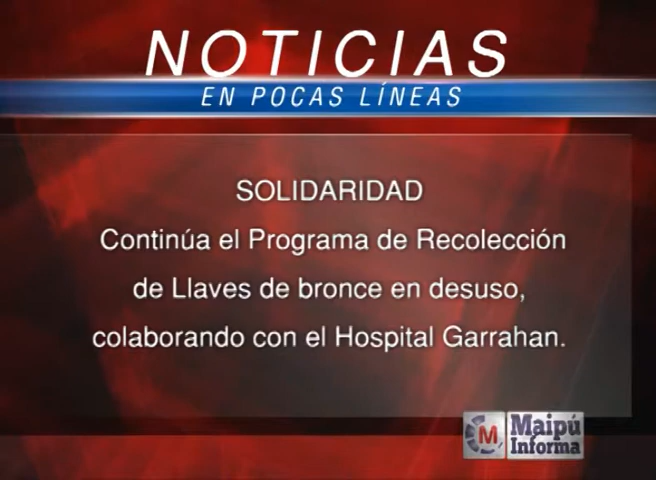 NOTICIAS
EN POCAS LÍNEAS
SOLIDARIDAD
Continúa el Programa de Recolección
de Llaves de bronce en desuso,
colaborando con el Hospital Garrahan.
M
Maipú
Informa